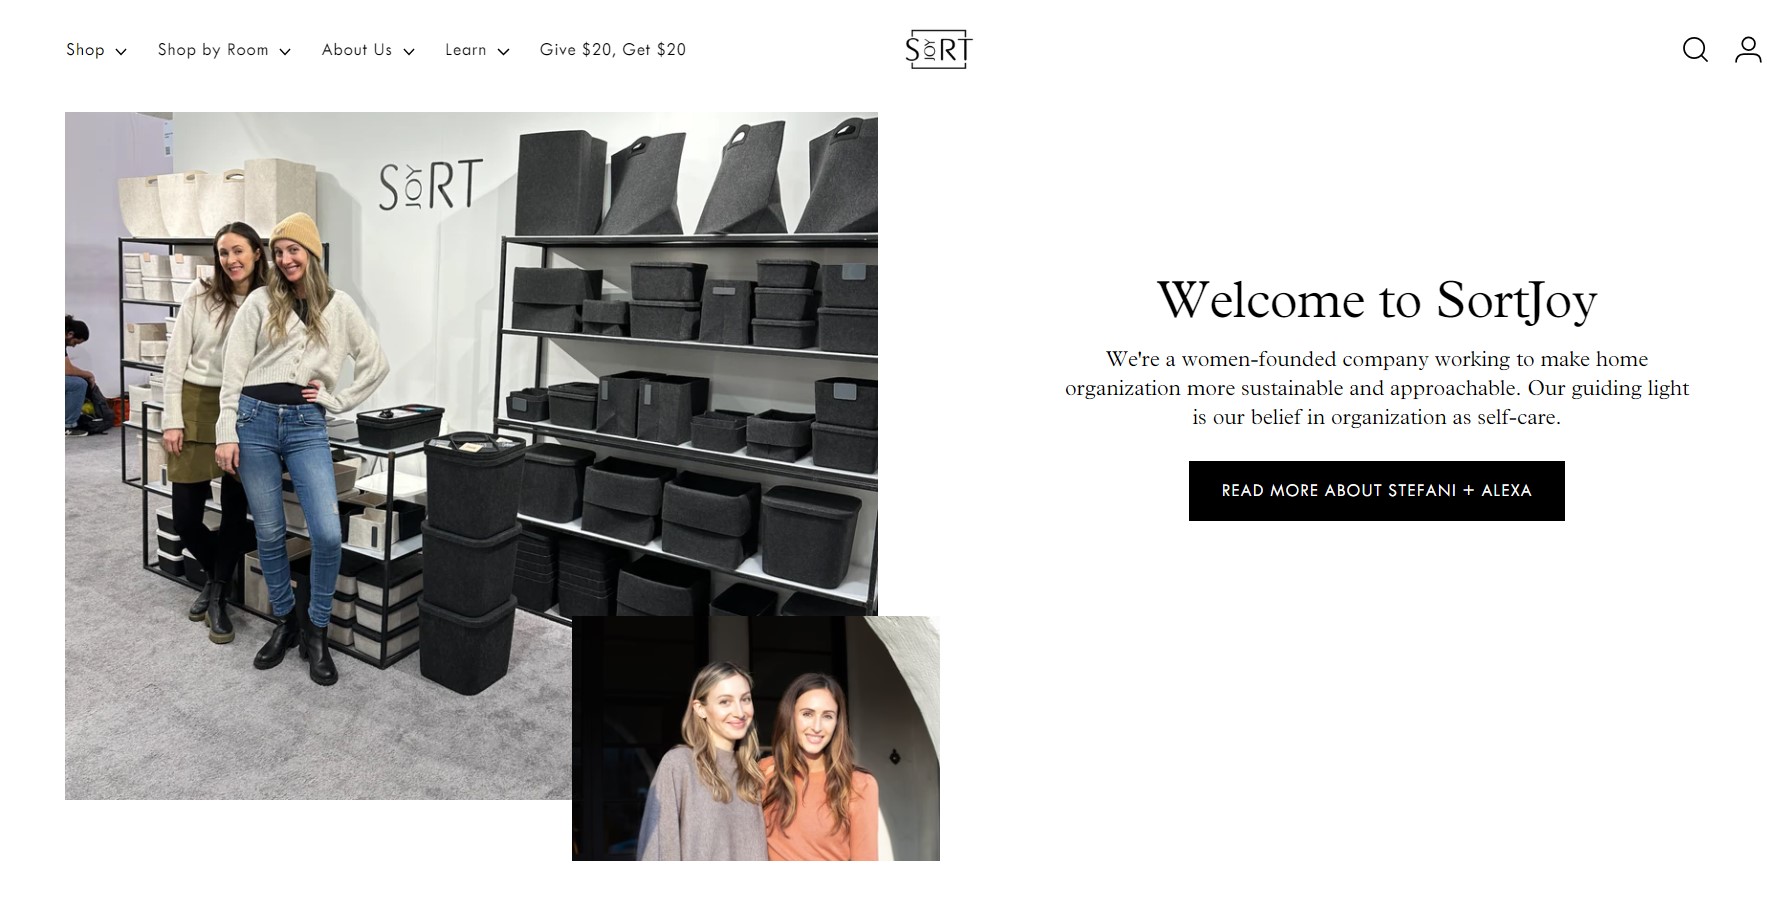 Shop
Shop by Room
About Us
Learn
Give $20, Get $20
SORTJOY
SORTJOY
Welcome to SortJoy
We're a women-founded company working to make home
organization more sustainable and approachable. Our guiding light
is our belief in organization as self-care.
READ MORE ABOUT STEFANI + ALEXA